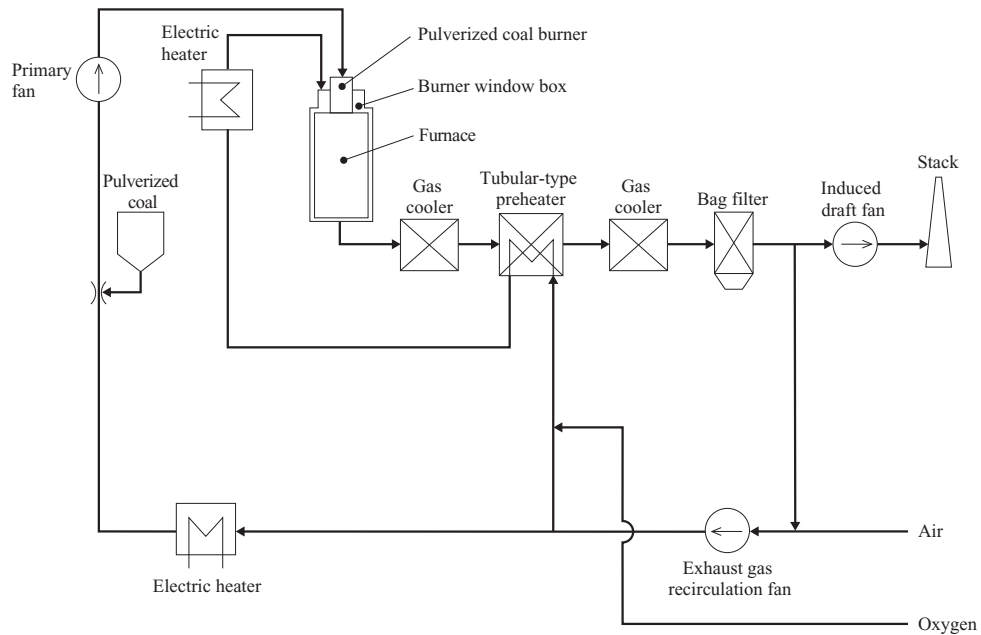 Electric
heater
Pulverized coal burner
Primary
fan
Burner window box
Furnace
Pulverized
coal
Gas
cooler
Tubular-type
preheater
Gas
cooler
Bag filter
Induced
draft fan
Stack
Air
Exhaust gas
recirculation fan
Electric heater
Oxygen